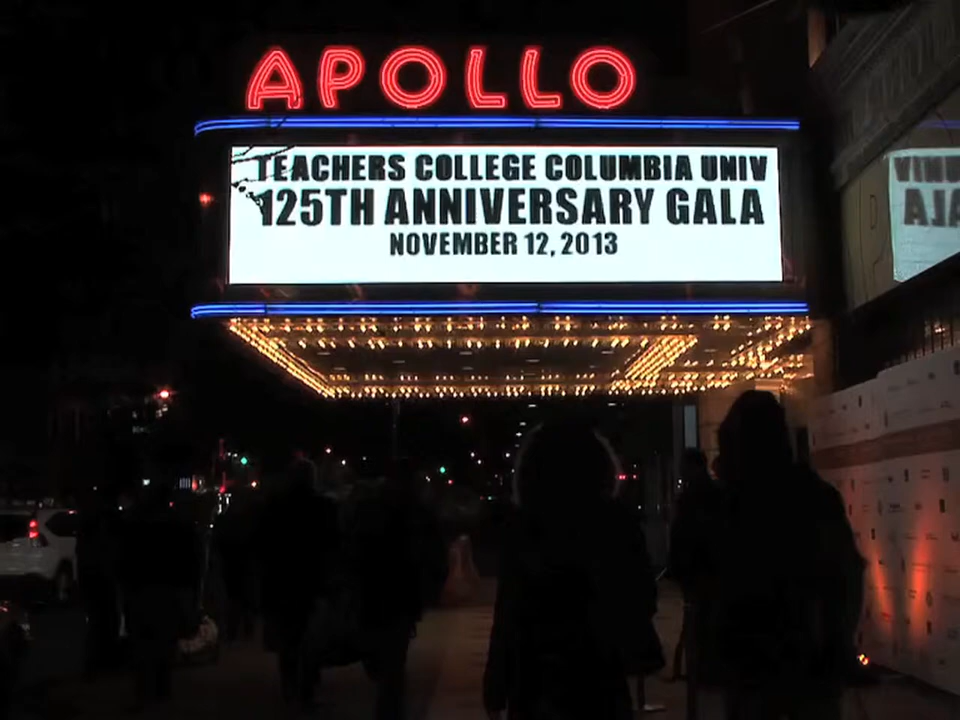 APOLLO
TEACHERS COLLEGE COLUMBIA UNIV
125TH ANNIVERSARY GALA
NOVEMBER 12, 2013